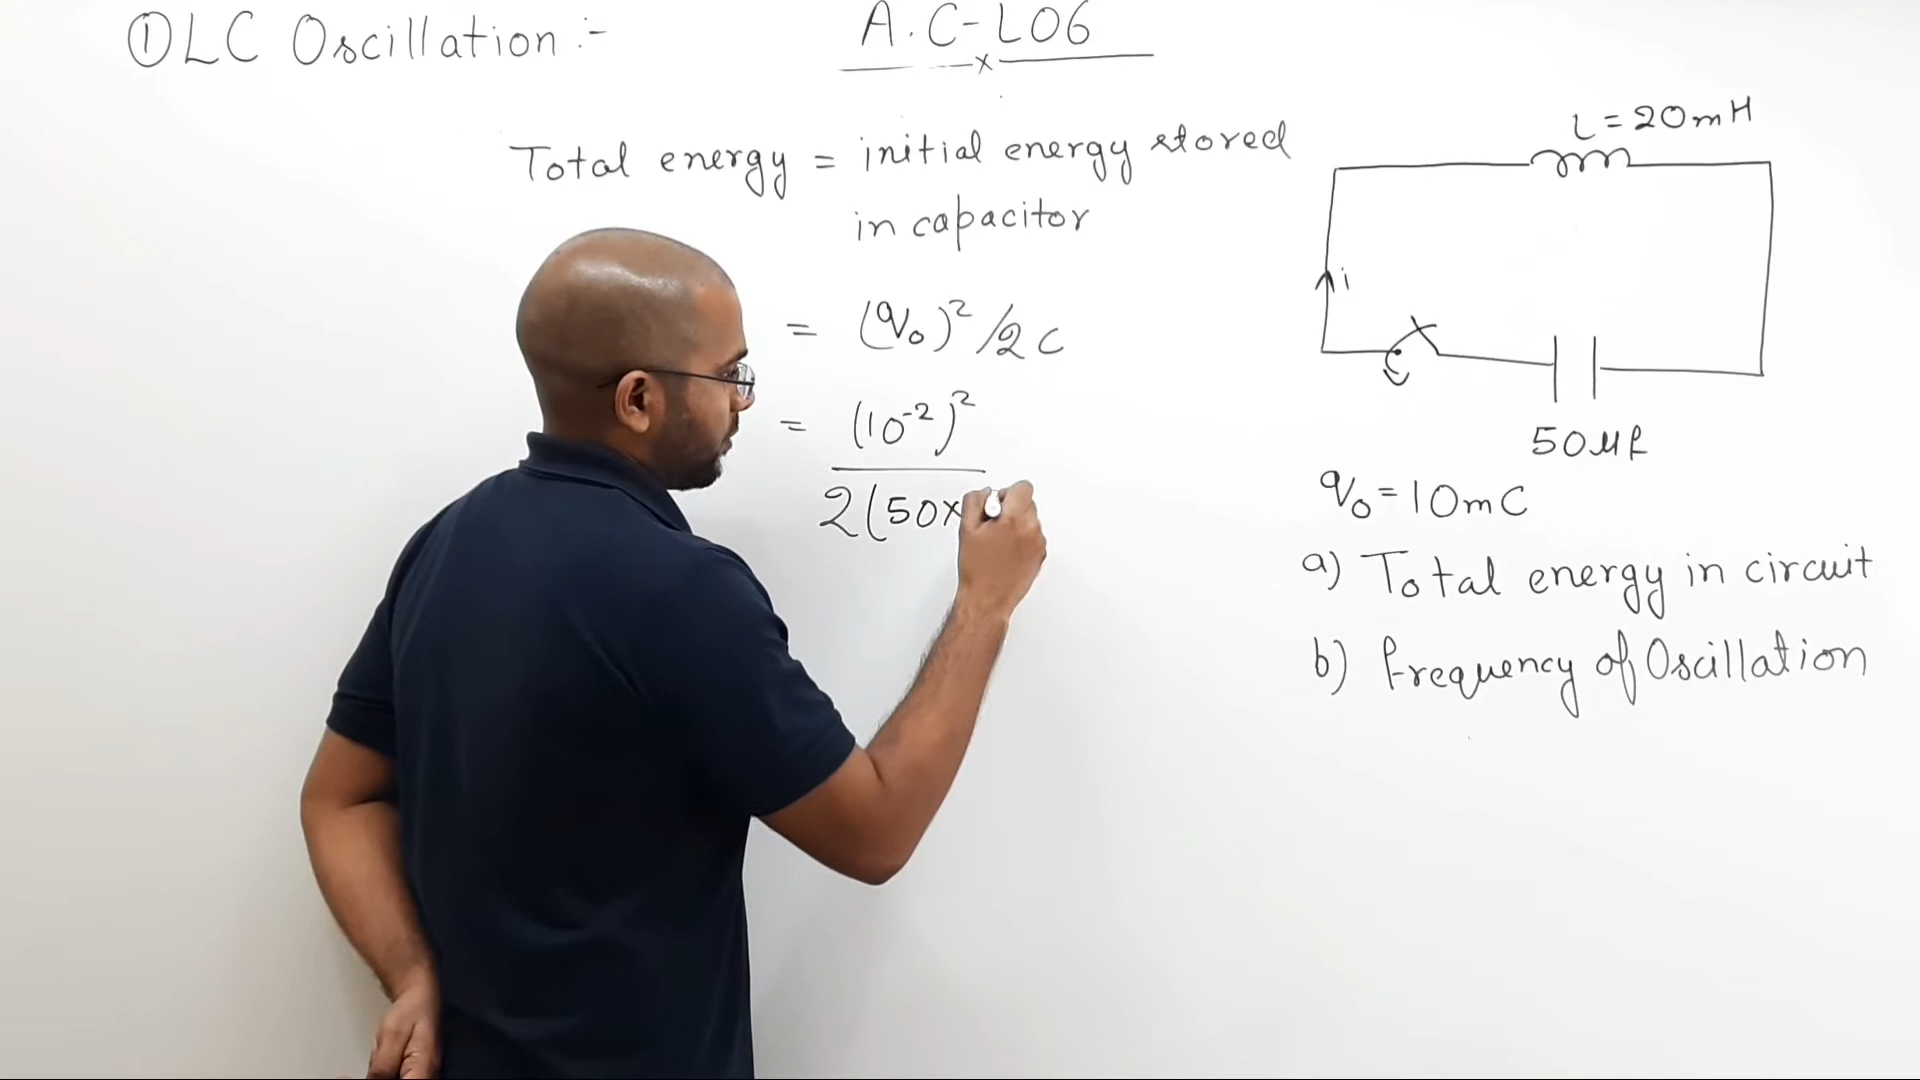 ① LC Oscillation :-
A.C-L06
Total energy = initial energy stored
in capacitor
= (q₀)²/2C
= (10⁻²)²
2(50x
L = 20mH
i
50μf
q₀ = 10mC
a) Total energy in circuit
b) frequency of Oscillation